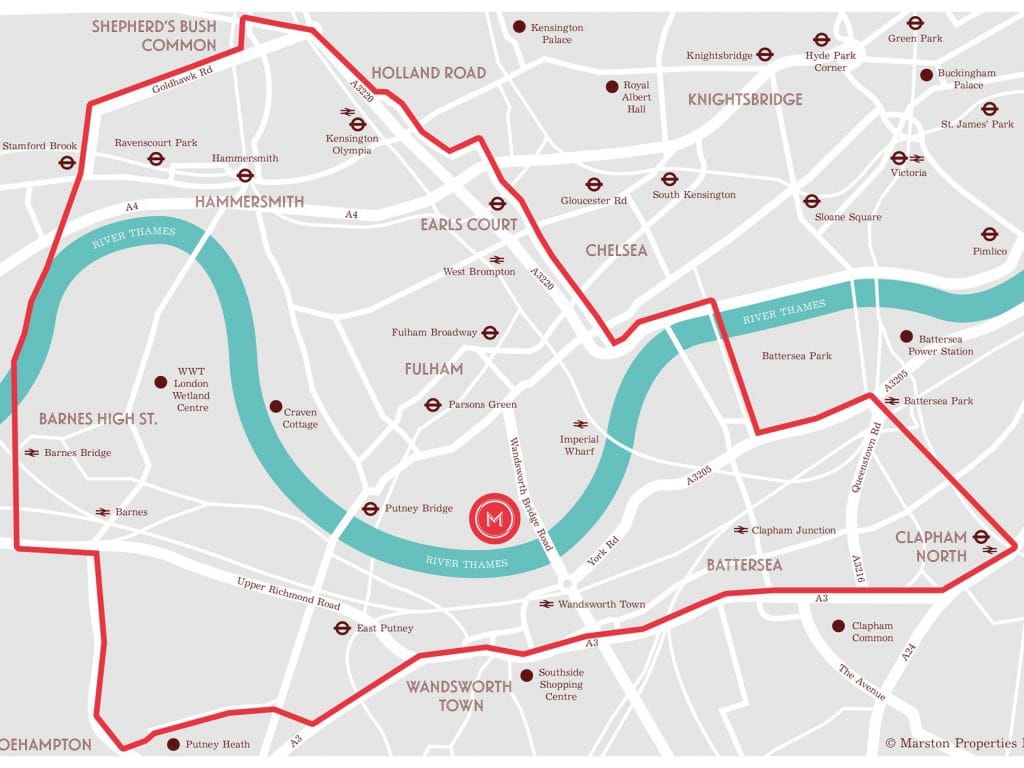 SHEPHERD'S BUSH
COMMON
Goldhawk Rd
HOLLAND ROAD
A3220
Kensington
Palace
Knightsbridge
Hyde Park
Corner
Green Park
Buckingham
Palace
Royal
Albert
Hall
KNIGHTSBRIDGE
St. James' Park
Stamford Brook
Ravenscourt Park
Hammersmith
Kensington
Olympia
Victoria
Gloucester Rd
South Kensington
Sloane Square
HAMMERSMITH
A4
A4
EARLS COURT
CHELSEA
Pimlico
RIVER THAMES
West Brompton
A3220
RIVER THAMES
Fulham Broadway
Battersea
Power Station
Battersea Park
FULHAM
WWT
London
Wetland
Centre
A3205
Battersea Park
Parsons Green
Craven
Cottage
BARNES HIGH ST.
Imperial
Wharf
Barnes Bridge
Wandsworth Bridge Road
Queenstown Rd
A3205
Barnes
Putney Bridge
M
Clapham Junction
CLAPHAM
NORTH
York Rd
RIVER THAMES
BATTERSEA
A3216
Upper Richmond Road
Wandsworth Town
A3
East Putney
Clapham
Common
A3
A24
Southside
Shopping
Centre
The Avenue
WANDSWORTH
TOWN
OEHAMPTON
Putney Heath
A3
© Marston Properties